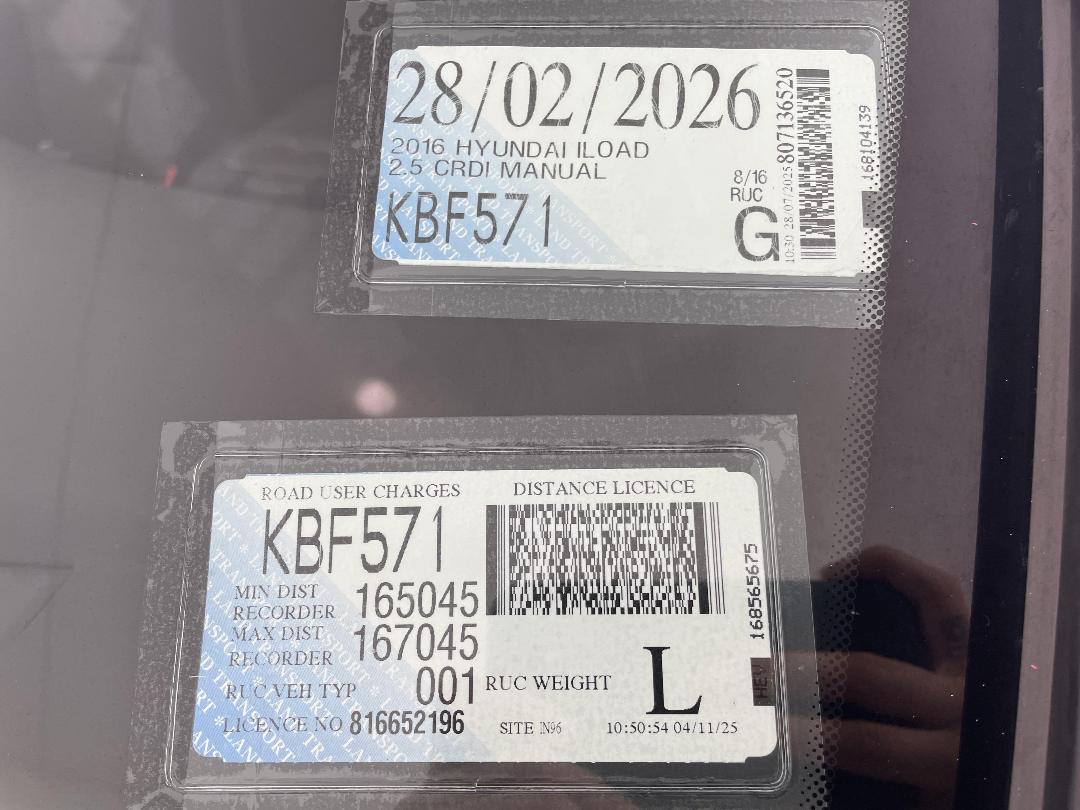 28/02/2026
2016 HYUNDAI ILOAD
2.5 CRDI MANUAL
KBF571
8/16
RUC
G
10:30 28/07/2025 807136520
168104139
ROAD USER CHARGES
DISTANCE LICENCE
KBF571
MIN DIST
RECORDER 165045
MAX DIST
RECORDER 167045
RUC VEH TYP 001
RUC WEIGHT L
LICENCE NO 816652196
SITE IN96
10:50:54 04/11/25
168565675